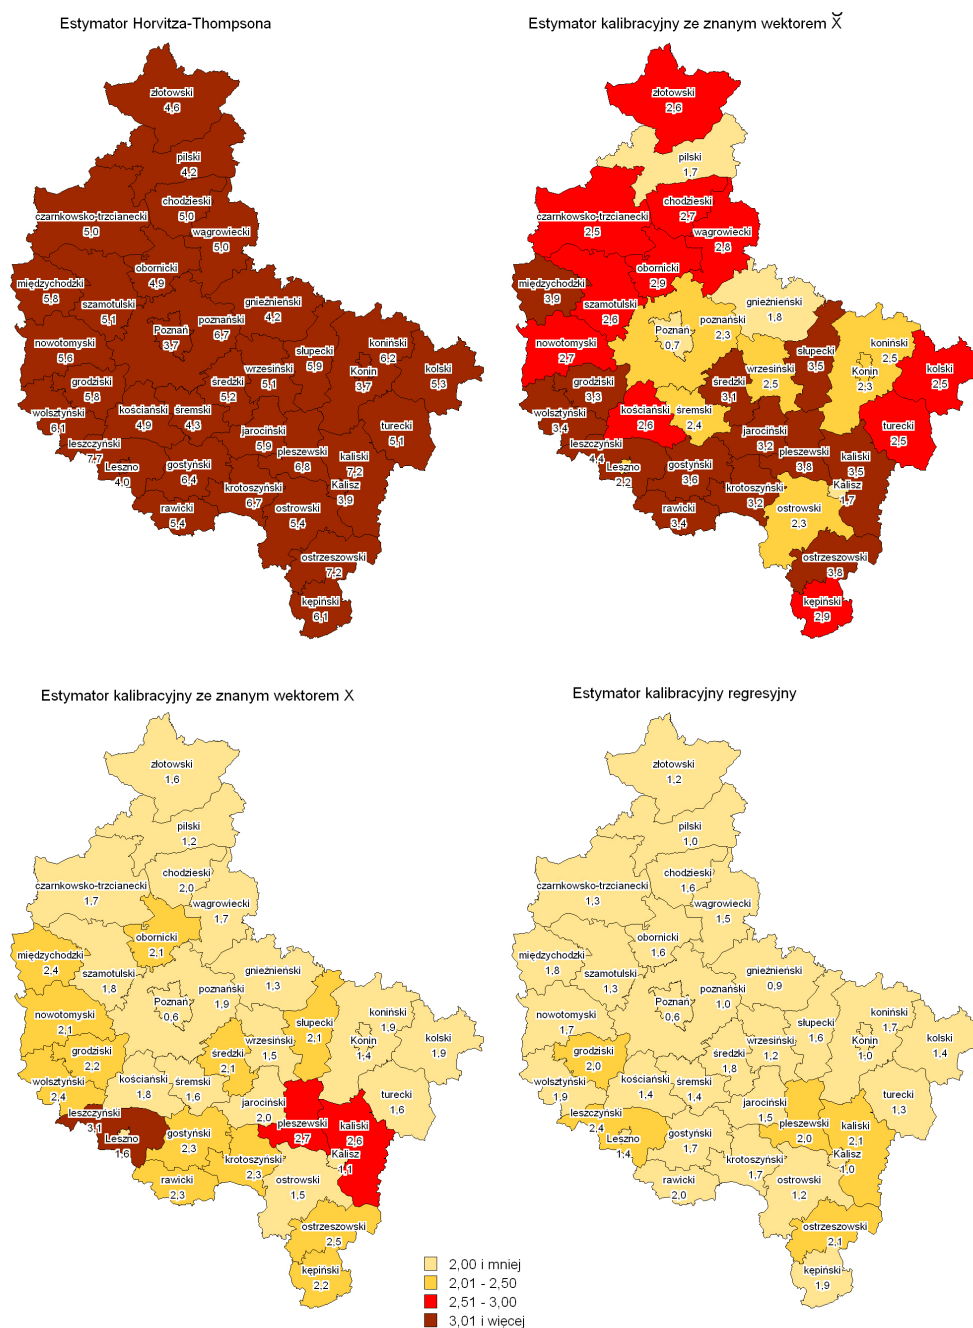 Estymator Horvitza-Thompsona
złotowski
4,6
pilski
4,2
chodzieski
5,0
czarnkowsko-trzcianecki
5,0
wągrowiecki
5,0
obornicki
4,9
międzychodzki
5,8
szamotulski
5,1
gnieźnieński
4,2
poznański
6,7
Poznań
3,7
nowotomyski
5,6
słupecki
5,9
koniński
6,2
Konin
3,7
kolski
5,3
wrzesiński
5,1
grodziski
5,8
średzki
5,2
wolsztyński
6,1
kościański
4,9
śremski
4,3
jarociński
5,9
turecki
5,1
leszczyński
7,7
Leszno
4,0
gostyński
6,4
pleszewski
6,8
kaliski
7,2
krotoszyński
6,7
Kalisz
3,9
rawicki
5,4
ostrowski
5,4
ostrzeszowski
7,2
kępiński
6,1
Estymator kalibracyjny ze znanym wektorem X̆
złotowski
2,6
pilski
1,7
chodzieski
2,7
czarnkowsko-trzcianecki
2,5
wągrowiecki
2,8
obornicki
2,9
międzychodzki
3,9
szamotulski
2,6
gnieźnieński
1,8
poznański
2,3
Poznań
0,7
nowotomyski
2,7
słupecki
3,5
koniński
2,5
Konin
2,3
kolski
2,5
wrzesiński
2,5
grodziski
3,3
średzki
3,1
wolsztyński
3,4
kościański
2,6
śremski
2,4
jarociński
3,2
turecki
2,5
leszczyński
4,4
Leszno
2,2
gostyński
3,6
pleszewski
3,8
kaliski
3,5
krotoszyński
3,2
Kalisz
1,7
rawicki
3,4
ostrowski
2,3
ostrzeszowski
3,8
kępiński
2,9
Estymator kalibracyjny ze znanym wektorem X
złotowski
1,6
pilski
1,2
chodzieski
2,0
czarnkowsko-trzcianecki
1,7
wągrowiecki
1,7
obornicki
2,1
międzychodzki
2,4
szamotulski
1,8
gnieźnieński
1,3
poznański
1,9
Poznań
0,6
nowotomyski
2,1
słupecki
2,1
koniński
1,9
Konin
1,4
kolski
1,9
wrzesiński
1,5
grodziski
2,2
średzki
2,1
wolsztyński
2,4
kościański
1,8
śremski
1,6
jarociński
2,0
turecki
1,6
leszczyński
3,1
Leszno
1,6
gostyński
2,3
pleszewski
2,7
kaliski
2,6
krotoszyński
2,3
Kalisz
1,1
rawicki
2,3
ostrowski
1,5
ostrzeszowski
2,5
kępiński
2,2
Estymator kalibracyjny regresyjny
złotowski
1,2
pilski
1,0
chodzieski
1,6
czarnkowsko-trzcianecki
1,3
wągrowiecki
1,5
obornicki
1,6
międzychodzki
1,8
szamotulski
1,3
gnieźnieński
0,9
poznański
1,0
Poznań
0,6
nowotomyski
1,7
słupecki
1,6
koniński
1,7
Konin
1,0
kolski
1,4
wrzesiński
1,2
grodziski
2,0
średzki
1,8
wolsztyński
1,9
kościański
1,4
śremski
1,4
jarociński
1,5
turecki
1,3
leszczyński
2,4
Leszno
1,4
gostyński
1,7
pleszewski
2,0
kaliski
2,1
krotoszyński
1,7
Kalisz
1,0
rawicki
2,0
ostrowski
1,2
ostrzeszowski
2,1
kępiński
1,9
2,00 i mniej
2,01 - 2,50
2,51 - 3,00
3,01 i więcej